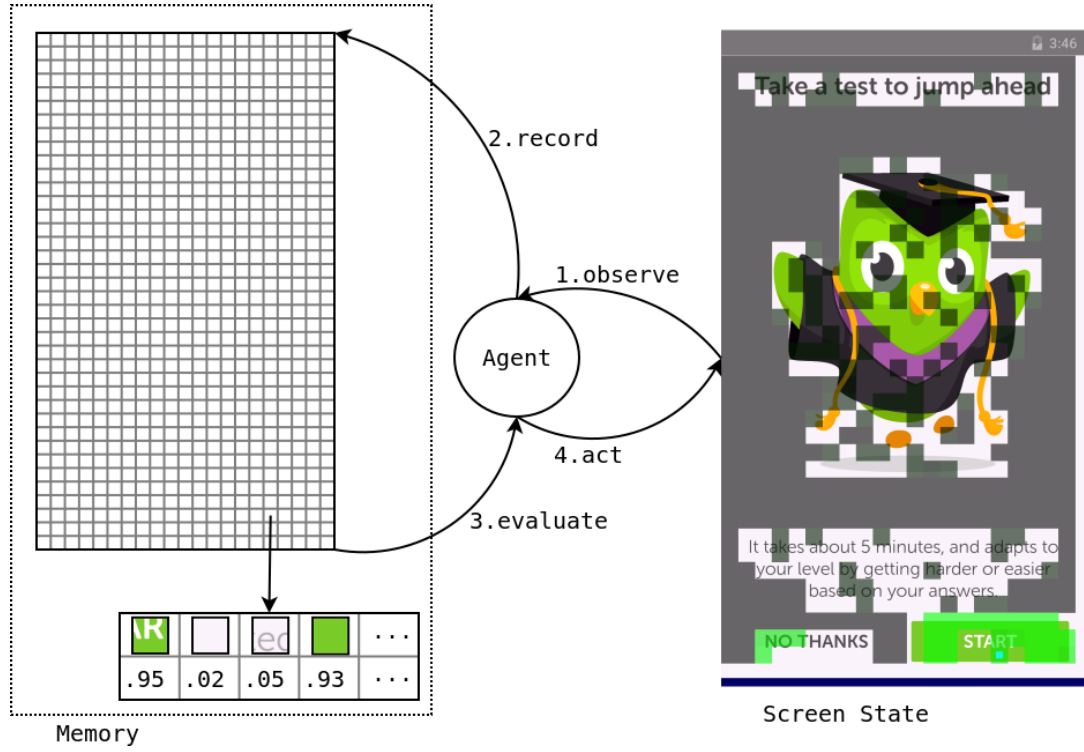 3:46
Take a test to jump ahead
2.record
1.observe
Agent
4.act
3.evaluate
It takes about 5 minutes, and adapts to
your level by getting harder or easier
based on your answers.
NO THANKS
START
AR
ec
...
.95
.02
.05
.93
...
Screen State
Memory